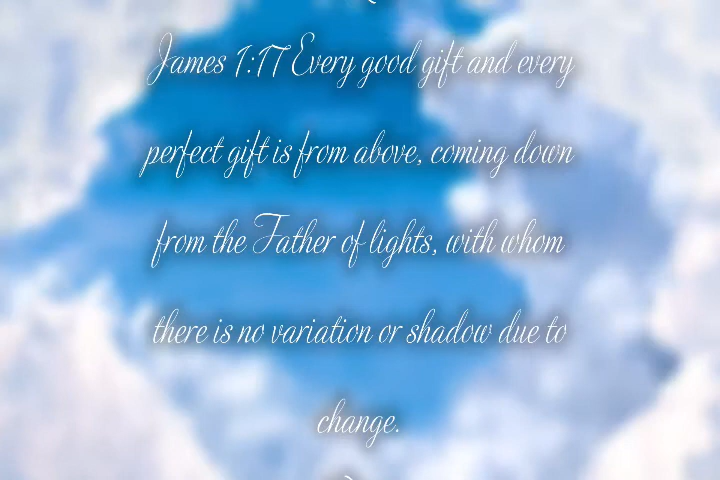 James 1:17 Every good gift and every
perfect gift is from above, coming down
from the Father of lights, with whom
there is no variation or shadow due to
change.